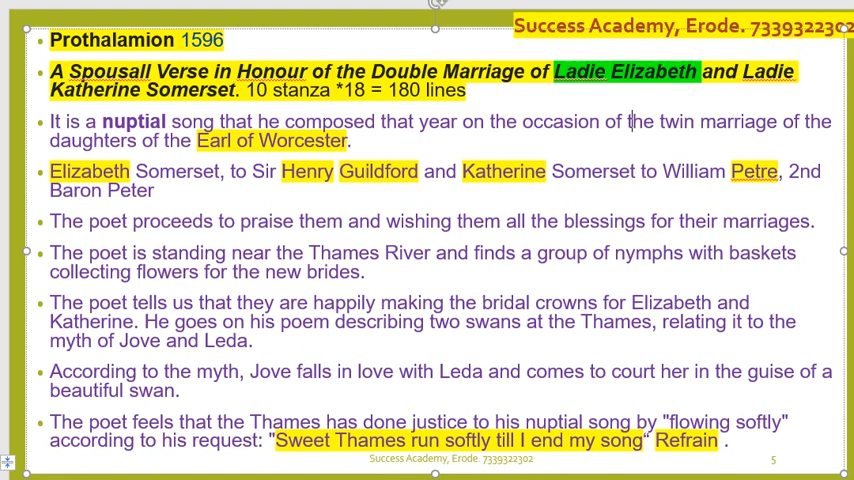 Success Academy, Erode. 7339322302
• Prothalamion 1596
• A Spousall Verse in Honour of the Double Marriage of Ladie Elizabeth and Ladie
Katherine Somerset. 10 stanza *18 = 180 lines
• It is a nuptial song that he composed that year on the occasion of the twin marriage of the
daughters of the Earl of Worcester.
• Elizabeth Somerset, to Sir Henry Guildford and Katherine Somerset to William Petre, 2nd
Baron Peter
• The poet proceeds to praise them and wishing them all the blessings for their marriages.
• The poet is standing near the Thames River and finds a group of nymphs with baskets
collecting flowers for the new brides.
• The poet tells us that they are happily making the bridal crowns for Elizabeth and
Katherine. He goes on his poem describing two swans at the Thames, relating it to the
myth of Jove and Leda.
• According to the myth, Jove falls in love with Leda and comes to court her in the guise of a
beautiful swan.
• The poet feels that the Thames has done justice to his nuptial song by "flowing softly"
according to his request: "Sweet Thames run softly till I end my song“ Refrain .
Success Academy, Erode. 7339322302
5